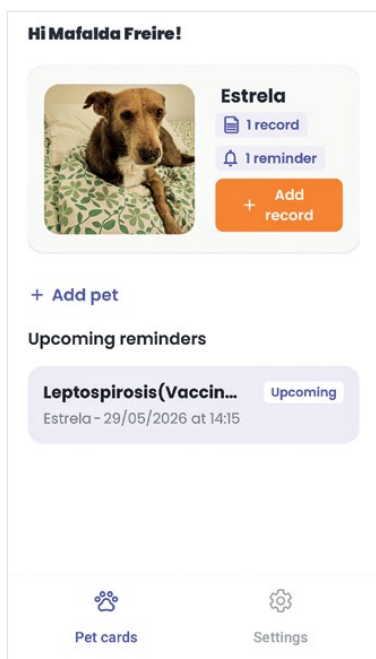 Hi Mafalda Freire!
Estrela
1 record
1 reminder
+ Add
record
+ Add pet
Upcoming reminders
Leptospirosis(Vaccin...
Upcoming
Estrela - 29/05/2026 at 14:15
Pet cards
Settings